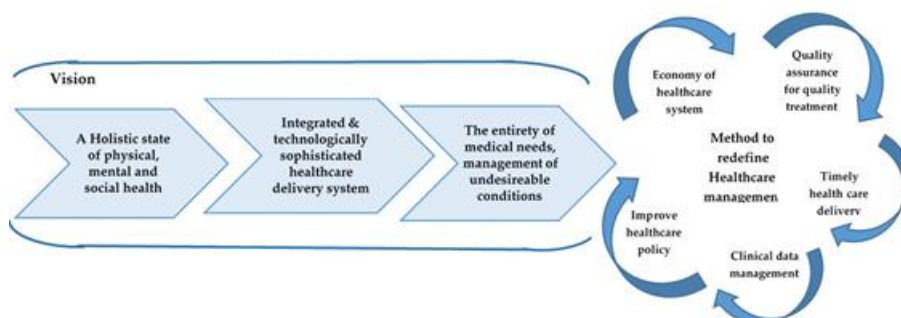 Vision
A Holistic state
of physical,
mental and
social health
Integrated &
technologically
sophisticated
healthcare
delivery system
The entirety of
medical needs,
management of
undesireable
conditions
Economy of
healthcare
system
Quality
assurance
for quality
treatment
Method to
redefine
Healthcare
managemen
Timely
health care
delivery
Improve
healthcare
policy
Clinical data
management